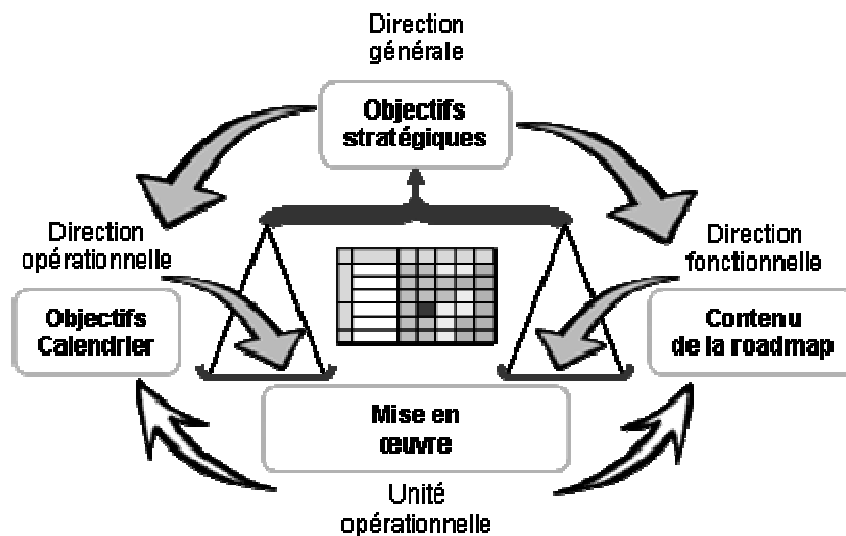 Direction
générale
Objectifs
stratégiques
Direction
opérationnelle
Direction
fonctionnelle
Objectifs
Calendrier
Contenu
de la roadmap
Mise en
œuvre
Unité
opérationnelle